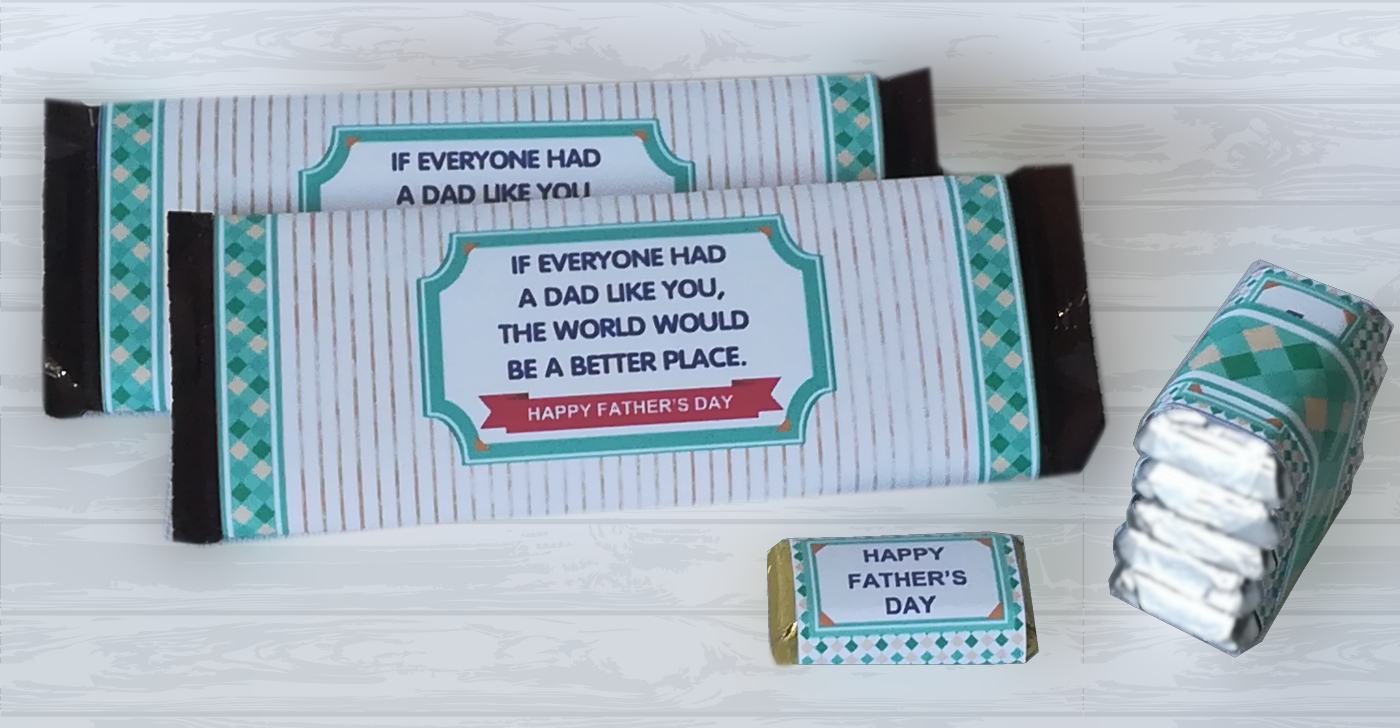 IF EVERYONE HAD
A DAD LIKE YOU
IF EVERYONE HAD
A DAD LIKE YOU,
THE WORLD WOULD
BE A BETTER PLACE.
HAPPY FATHER'S DAY
HAPPY
FATHER'S
DAY